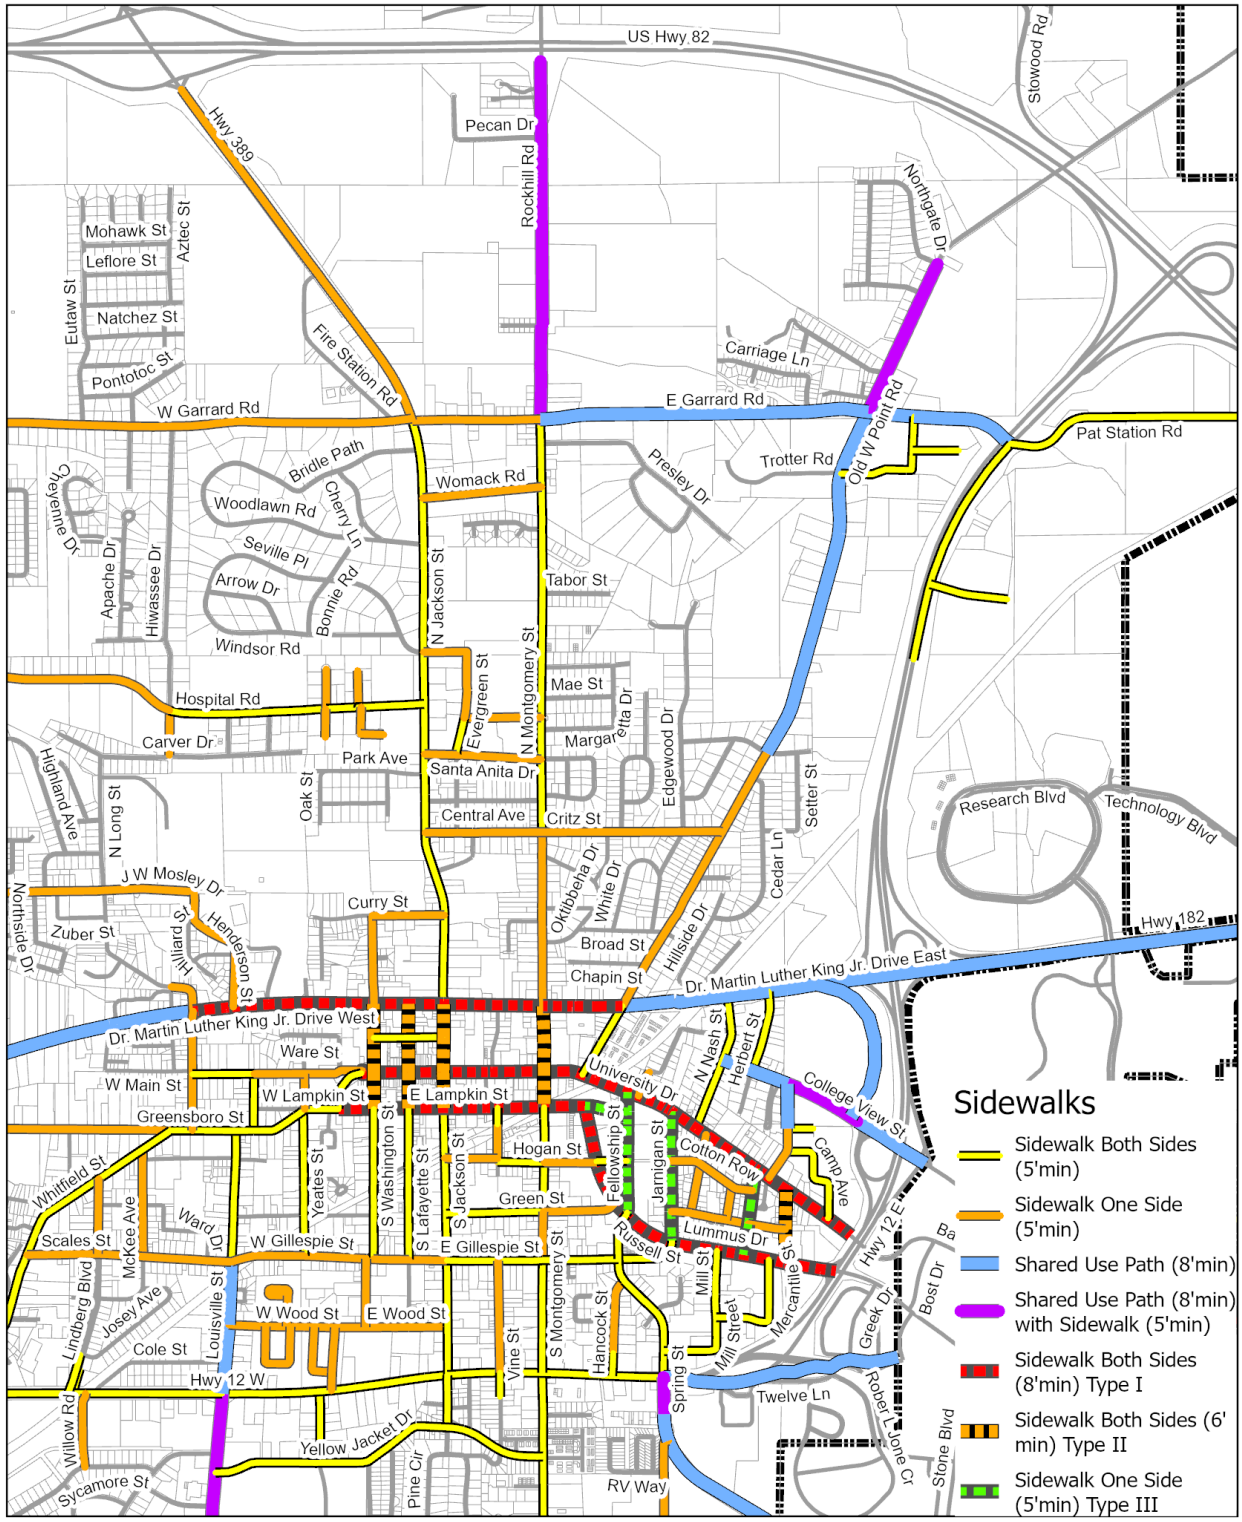 US Hwy 82
Stowood Rd
Hwy 389
Pecan Dr
Rockhill Rd
Northgate Dr
Mohawk St
Aztec St
Leflore St
Eutaw St
Natchez St
Pontotoc St
Fire Station Rd
Carriage Ln
W Garrard Rd
E Garrard Rd
Old W Point Rd
Pat Station Rd
Bridle Path
Cheyenne Dr
Womack Rd
Presley Dr
Trotter Rd
Woodlawn Rd
Cherry Ln
Seville Pl
Arrow Dr
Bonnie Rd
Apache Dr
Hiwassee Dr
N Jackson St
Tabor St
Windsor Rd
N Montgomery St
Evergreen St
Mae St
Margaretta Dr
Hospital Rd
Carver Dr
Park Ave
Santa Anita Dr
Edgewood Dr
Setter St
Highland Ave
N Long St
Oak St
Central Ave
Critz St
Research Blvd
Technology Blvd
Cedar Ln
J W Mosley Dr
Northside Dr
Curry St
Oktibbeha Dr
White Dr
Zuber St
Hilliard St
Henderson St
Broad St
Hillside Dr
Chapin St
Hwy 182
Dr. Martin Luther King Jr. Drive East
Dr. Martin Luther King Jr. Drive West
Ware St
N Nash St
Herbert St
W Main St
University Dr
College View St
W Lampkin St
E Lampkin St
Greensboro St
Hogan St
Cotton Row
Camp Ave
Whitfield St
Yeates St
S Washington St
S Lafayette St
S Jackson St
Fellowship St
Jarnigan St
Green St
McKee Ave
Ward Dr
Scales St
W Gillespie St
E Gillespie St
Russell St
Lummus Dr
Hwy 12 E
Ba
S Montgomery St
Mill St
Mercantile St
Lindberg Blvd
Josey Ave
Louisville St
W Wood St
E Wood St
Hancock St
Mill Street
Greek Dr
Bost Dr
Cole St
Vine St
Hwy 12 W
Spring St
Twelve Ln
Willow Rd
Yellow Jacket Dr
Rober L Jone Cr
Stone Blvd
Sycamore St
Pine Cir
RV Way
Sidewalks
Sidewalk Both Sides
(5'min)
Sidewalk One Side
(5'min)
Shared Use Path (8'min)
Shared Use Path (8'min)
with Sidewalk (5'min)
Sidewalk Both Sides
(8'min) Type I
Sidewalk Both Sides (6'
min) Type II
Sidewalk One Side
(5'min) Type III